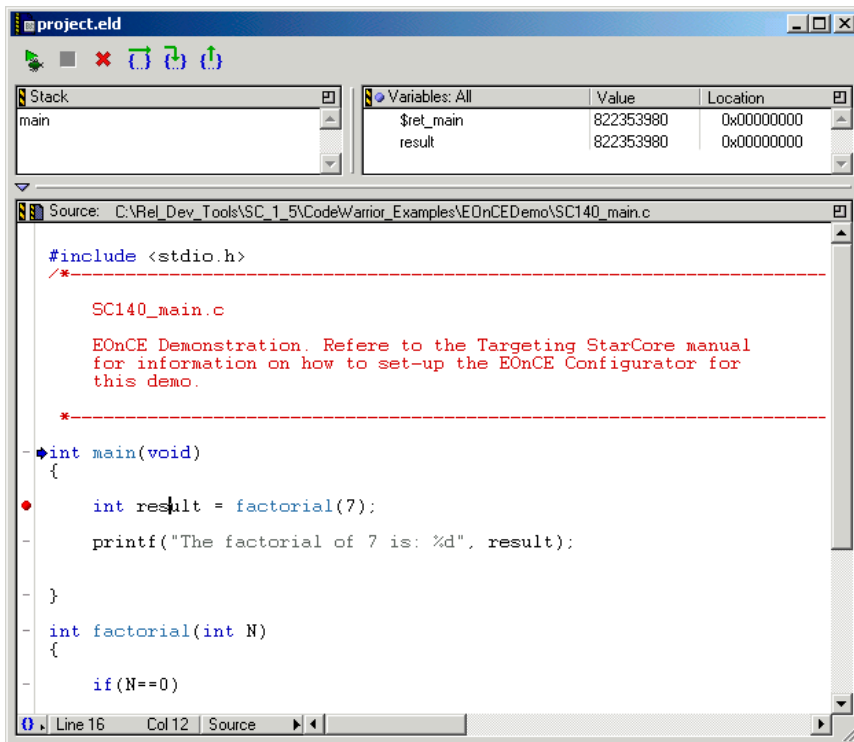 project.eld
Stack
main
Variables: All Value Location
$ret_main 822353980 0x00000000
result 822353980 0x00000000
Source: C:\Rel_Dev_Tools\SC_1_5\CodeWarrior_Examples\EOnCEDemo\SC140_main.c
#include <stdio.h>
/*------------------------------------------------------------
SC140_main.c
EOnCE Demonstration. Refere to the Targeting StarCore manual
for information on how to set-up the EOnCE Configurator for
this demo.
*------------------------------------------------------------
int main(void)
{
int result = factorial(7);
printf("The factorial of 7 is: %d", result);
}
int factorial(int N)
{
if(N==0)
Line 16 Col 12 Source